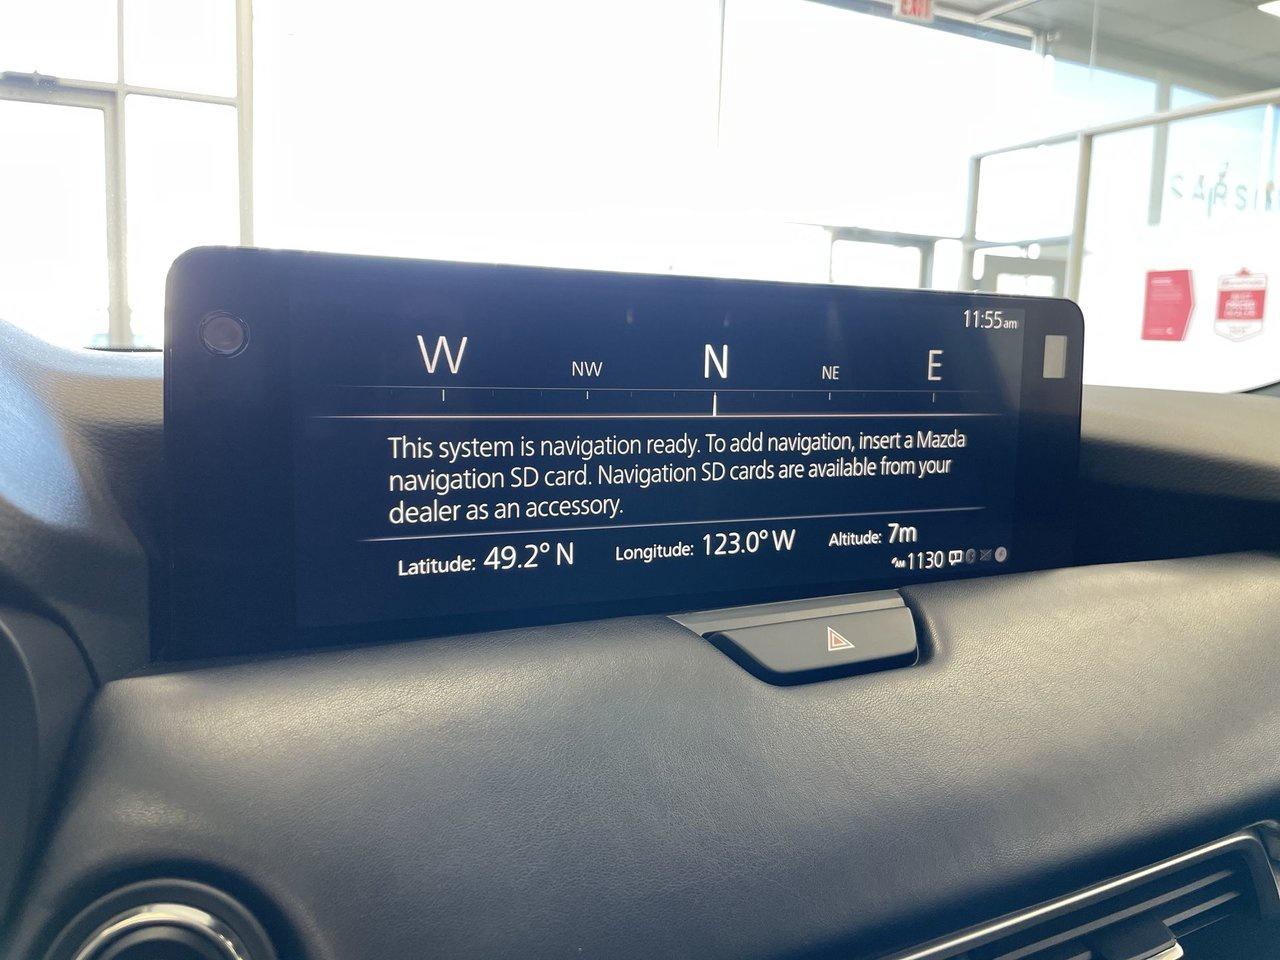 EXIT
11:55am
W NW N NE E
This system is navigation ready. To add navigation, insert a Mazda
navigation SD card. Navigation SD cards are available from your
dealer as an accessory.
Latitude: 49.2° N Longitude: 123.0° W Altitude: 7m
AM 1130